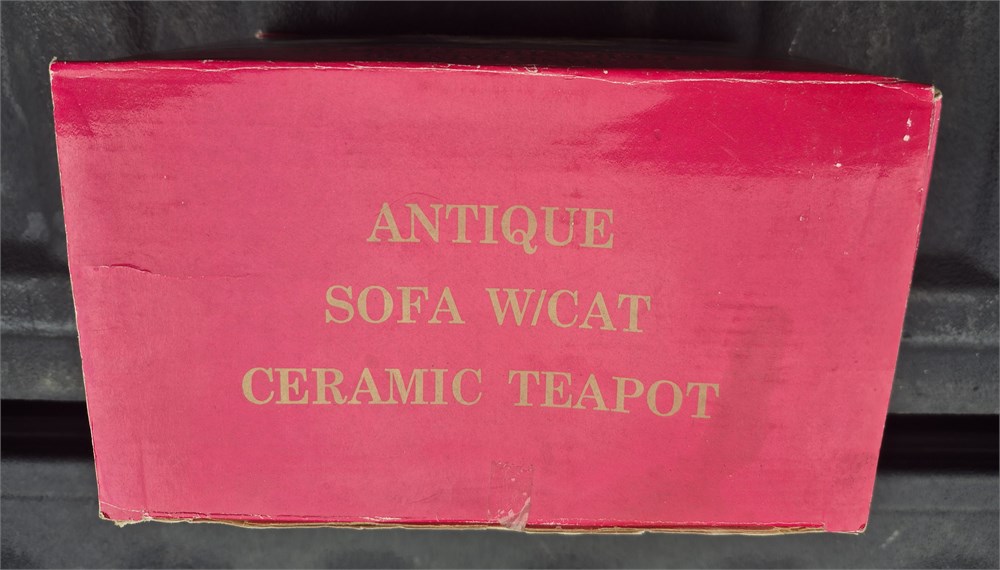 ANTIQUE
SOFA W/CAT
CERAMIC TEAPOT